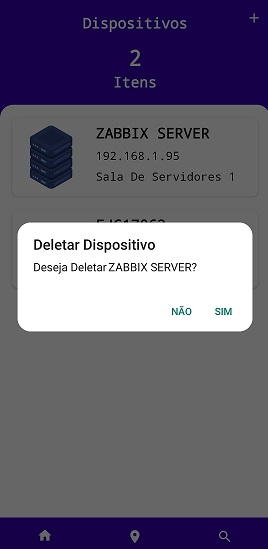 Dispositivos
+
2
Itens
ZABBIX SERVER
192.168.1.95
Sala De Servidores 1
Deletar Dispositivo
Deseja Deletar ZABBIX SERVER?
NÃO SIM